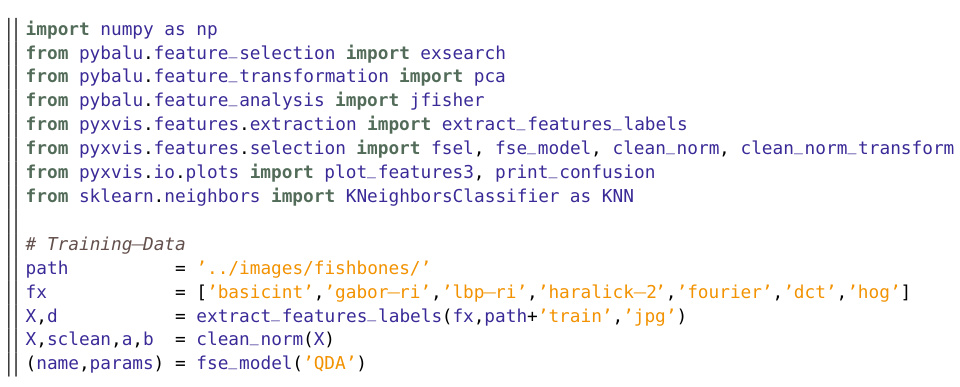 import numpy as np
from pybalu.feature_selection import exsearch
from pybalu.feature_transformation import pca
from pybalu.feature_analysis import jfisher
from pyxvis.features.extraction import extract_features_labels
from pyxvis.features.selection import fsel, fse_model, clean_norm, clean_norm_transform
from pyxvis.io.plots import plot_features3, print_confusion
from sklearn.neighbors import KNeighborsClassifier as KNN

# Training–Data
path          = ’../images/fishbones/’
fx            = [’basicint’,’gabor–ri’,’lbp–ri’,’haralick–2’,’fourier’,’dct’,’hog’]
X,d           = extract_features_labels(fx,path+’train’,’jpg’)
X,sclean,a,b  = clean_norm(X)
(name,params) = fse_model(’QDA’)